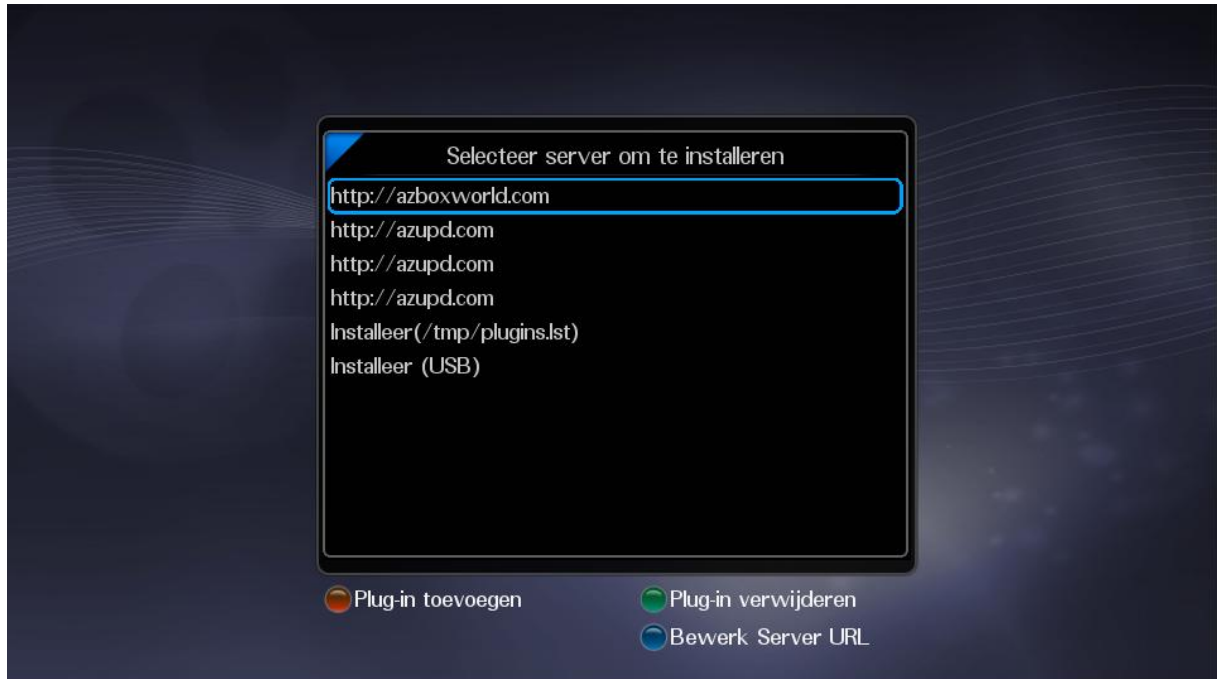 Selecteer server om te installeren
http://azboxworld.com
http://azupd.com
http://azupd.com
http://azupd.com
Installeer(/tmp/plugins.lst)
Installeer (USB)
Plug-in toevoegen
Plug-in verwijderen
Bewerk Server URL